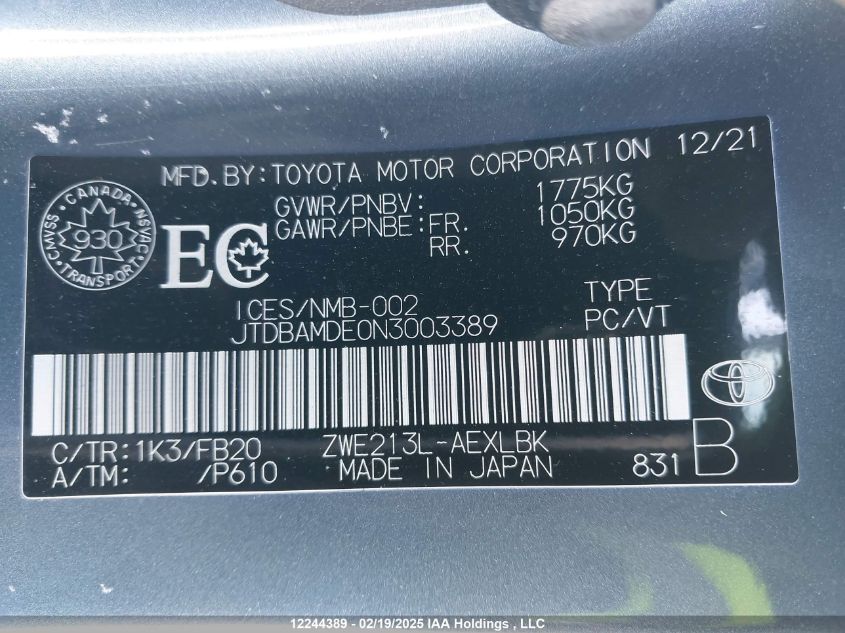 MFD. BY: TOYOTA MOTOR CORPORATION 12/21
GVWR/PNBV: 1775KG
GAWR/PNBE: FR. 1050KG
RR. 970KG
CANADA
CMVSS 930 NSVAC
TRANSPORT
EC
ICES/NMB-002 TYPE
JTDBAMDE0N3003389 PC/VT
C/TR: 1K3/FB20 ZWE213L-AEXLBK
A/TM: /P610 MADE IN JAPAN 831 B
12244389 - 02/19/2025 IAA Holdings , LLC